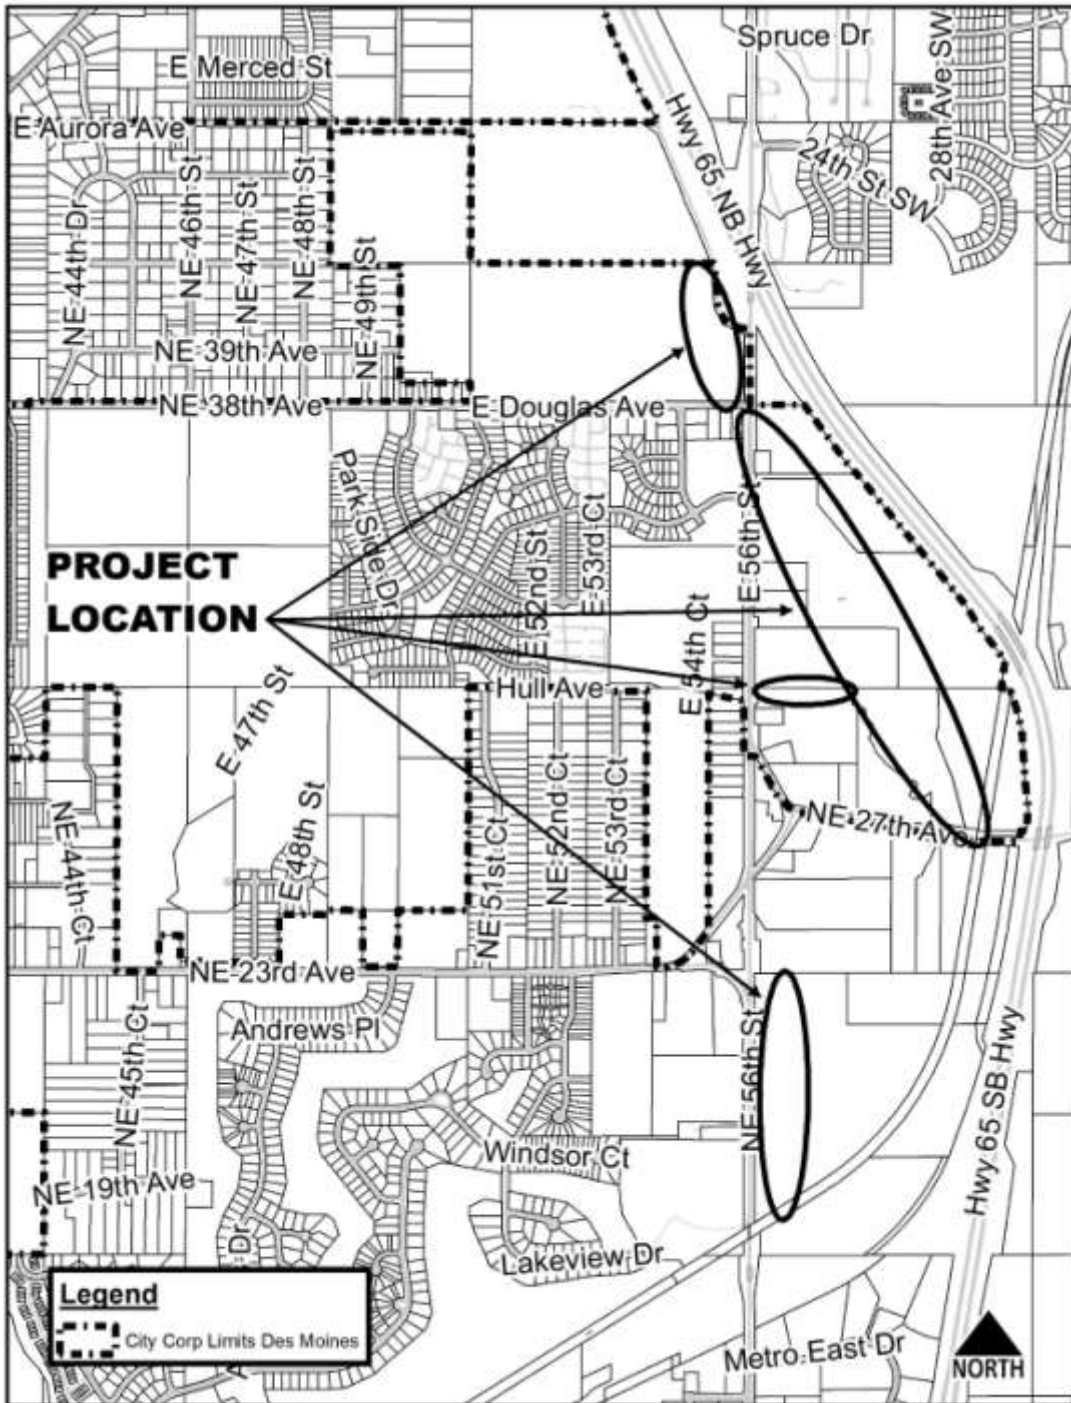 Spruce Dr
28th Ave SW
E Merced St
E Aurora Ave
Hwy 65 NB Hwy
24th St SW
NE 44th Dr
NE 46th St
NE 47th St
NE 48th St
NE 49th St
NE 39th Ave
NE 38th Ave
E Douglas Ave
Park Side Dr
E 52nd St
E 53rd Ct
E 56th St
E 54th Ct
PROJECT
LOCATION
Hull Ave
E 47th St
E 48th St
NE 44th Ct
NE 51st Ct
NE 52nd Ct
NE 53rd Ct
NE 27th Ave
NE 23rd Ave
Andrews Pl
NE 45th Ct
NE 56th St
Hwy 65 SB Hwy
Windsor Ct
NE 19th Ave
Dr
Lakeview Dr
Metro East Dr
Legend
City Corp Limits Des Moines
NORTH